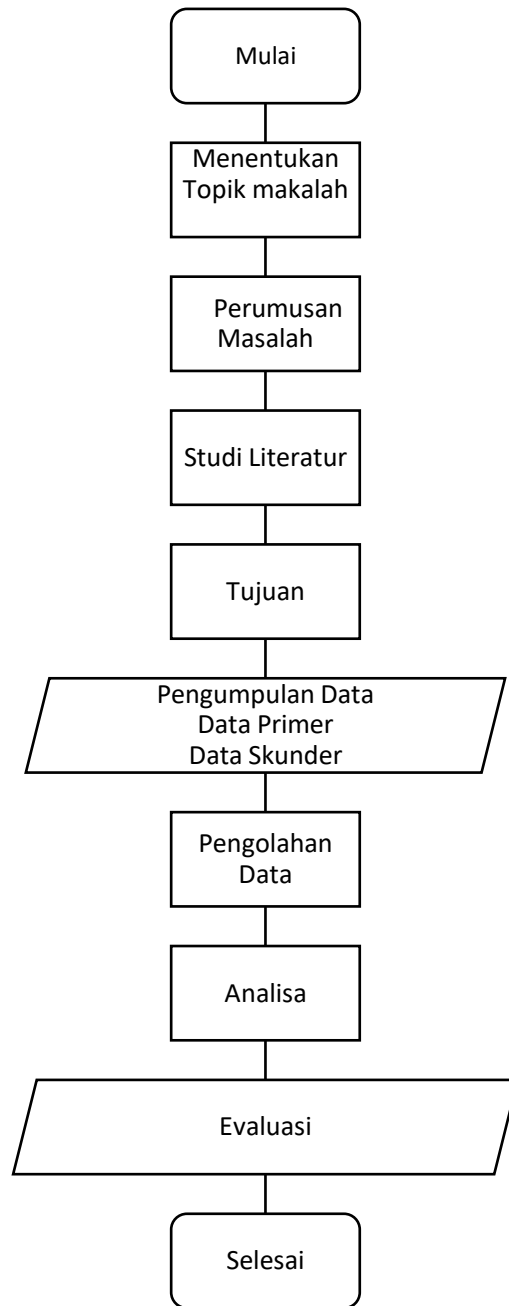 Mulai
Menentukan
Topik makalah
Perumusan
Masalah
Studi Literatur
Tujuan
Pengumpulan Data
Data Primer
Data Skunder
Pengolahan
Data
Analisa
Evaluasi
Selesai